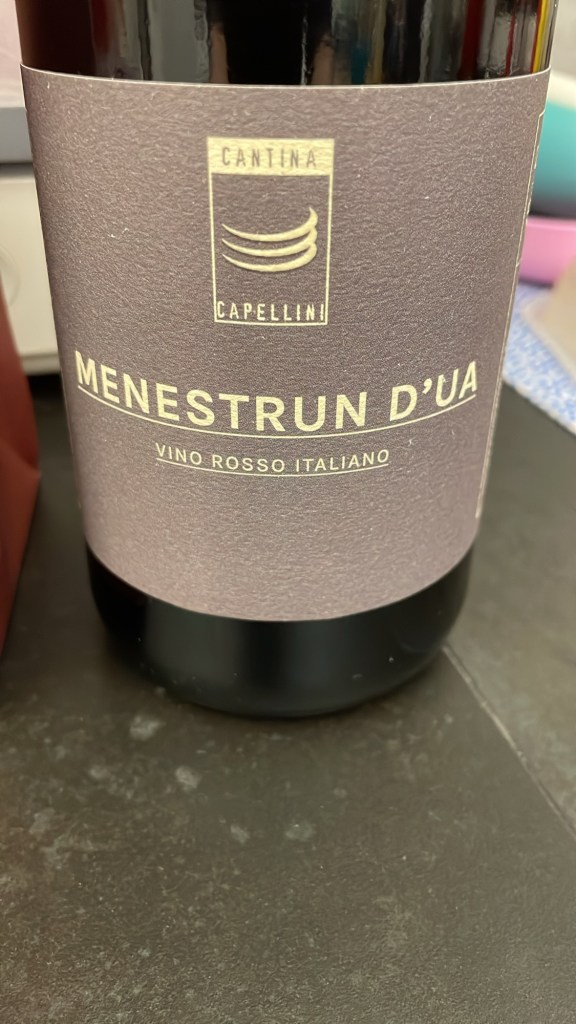 CANTINA
CAPELLINI
MENESTRUN D'UA
VINO ROSSO ITALIANO